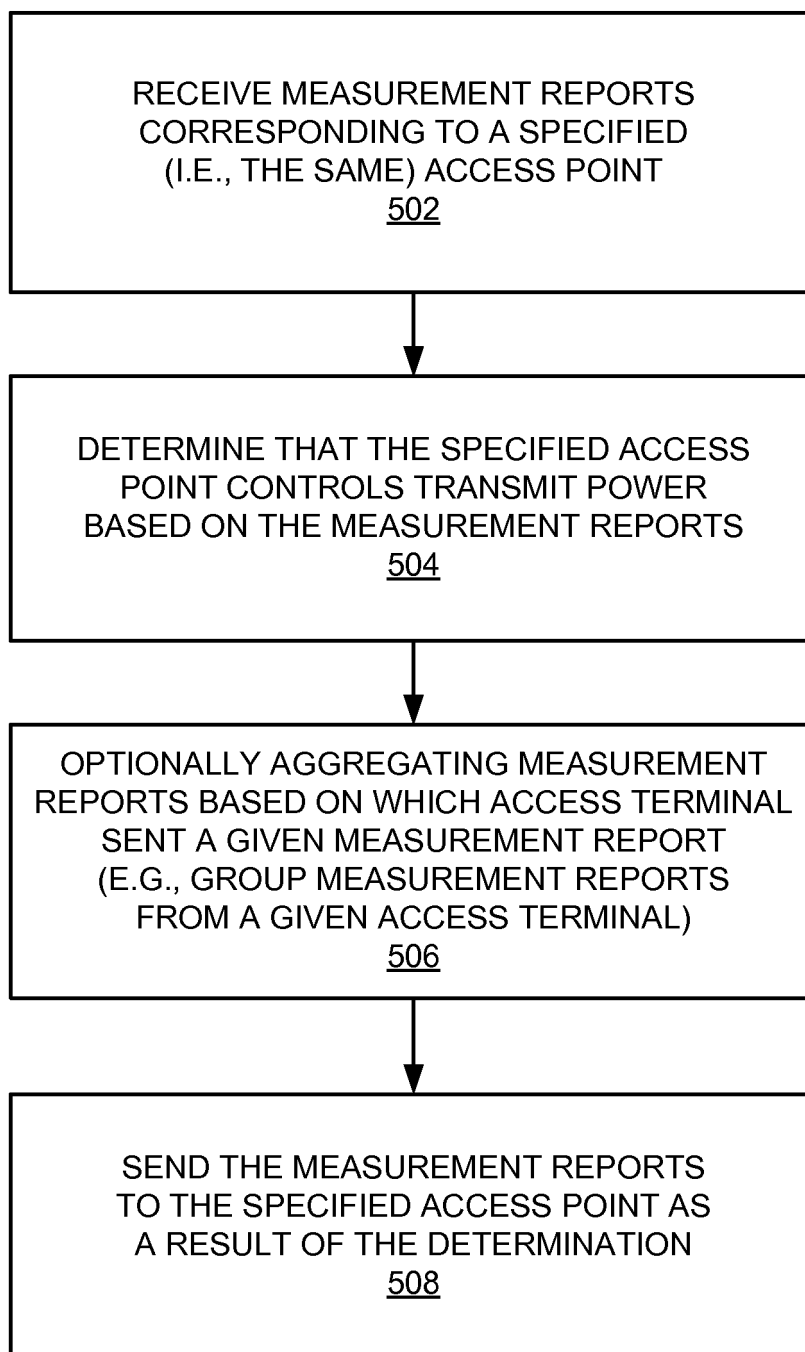 RECEIVE MEASUREMENT REPORTS
CORRESPONDING TO A SPECIFIED
(I.E., THE SAME) ACCESS POINT
502
DETERMINE THAT THE SPECIFIED ACCESS
POINT CONTROLS TRANSMIT POWER
BASED ON THE MEASUREMENT REPORTS
504
OPTIONALLY AGGREGATING MEASUREMENT
REPORTS BASED ON WHICH ACCESS TERMINAL
SENT A GIVEN MEASUREMENT REPORT
(E.G., GROUP MEASUREMENT REPORTS
FROM A GIVEN ACCESS TERMINAL)
506
SEND THE MEASUREMENT REPORTS
TO THE SPECIFIED ACCESS POINT AS
A RESULT OF THE DETERMINATION
508